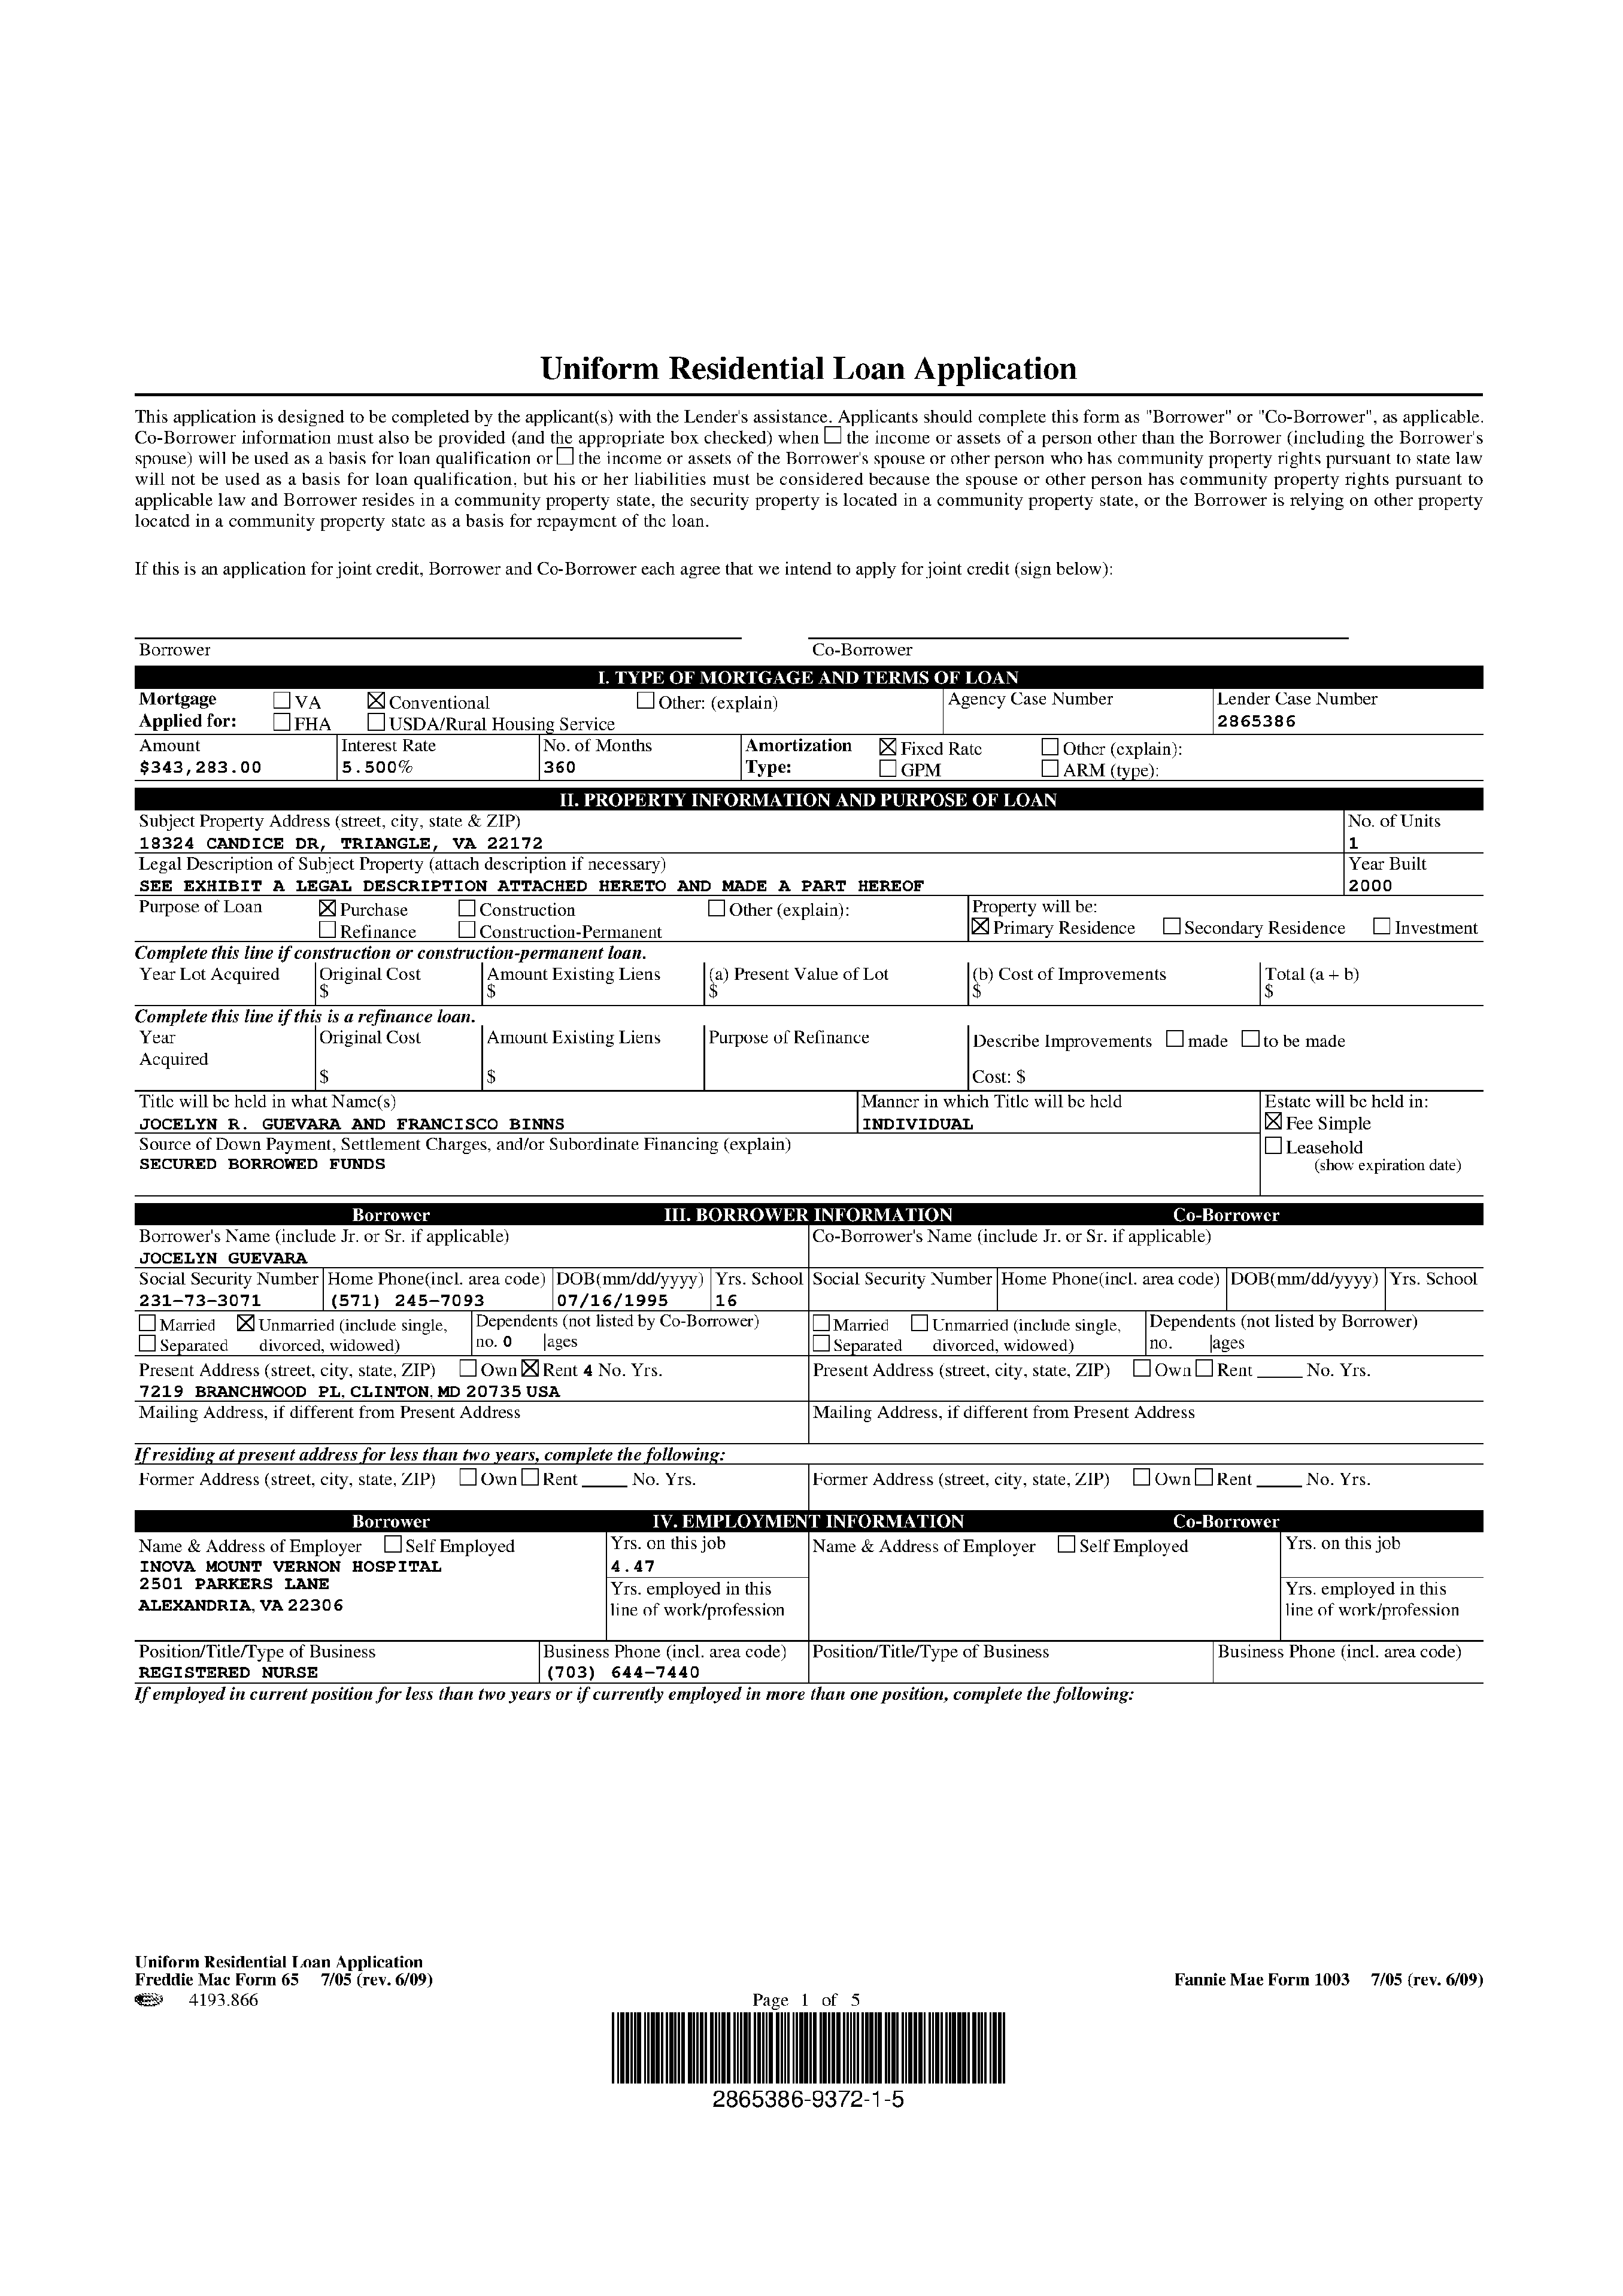 Uniform Residential Loan Application
This application is designed to be completed by the applicant(s) with the Lender's assistance. Applicants should complete this form as "Borrower" or "Co-Borrower", as applicable.
Co-Borrower information must also be provided (and the appropriate box checked) when ☐ the income or assets of a person other than the Borrower (including the Borrower's
spouse) will be used as a basis for loan qualification or ☐ the income or assets of the Borrower's spouse or other person who has community property rights pursuant to state law
will not be used as a basis for loan qualification, but his or her liabilities must be considered because the spouse or other person has community property rights pursuant to
applicable law and Borrower resides in a community property state, the security property is located in a community property state, or the Borrower is relying on other property
located in a community property state as a basis for repayment of the loan.
If this is an application for joint credit, Borrower and Co-Borrower each agree that we intend to apply for joint credit (sign below):
Borrower Co-Borrower
I. TYPE OF MORTGAGE AND TERMS OF LOAN
Mortgage ☐ VA ☒ Conventional ☐ Other: (explain) Agency Case Number Lender Case Number
Applied for: ☐ FHA ☐ USDA/Rural Housing Service 2865386
Amount Interest Rate No. of Months Amortization ☒ Fixed Rate ☐ Other (explain):
$343,283.00 5.500% 360 Type: ☐ GPM ☐ ARM (type):
II. PROPERTY INFORMATION AND PURPOSE OF LOAN
Subject Property Address (street, city, state & ZIP) No. of Units
18324 CANDICE DR, TRIANGLE, VA 22172 1
Legal Description of Subject Property (attach description if necessary) Year Built
SEE EXHIBIT A LEGAL DESCRIPTION ATTACHED HERETO AND MADE A PART HEREOF 2000
Purpose of Loan ☒ Purchase ☐ Construction ☐ Other (explain): Property will be:
☐ Refinance ☐ Construction-Permanent ☒ Primary Residence ☐ Secondary Residence ☐ Investment
Complete this line if construction or construction-permanent loan.
Year Lot Acquired Original Cost Amount Existing Liens (a) Present Value of Lot (b) Cost of Improvements Total (a + b)
$ $ $ $ $
Complete this line if this is a refinance loan.
Year Original Cost Amount Existing Liens Purpose of Refinance Describe Improvements ☐ made ☐ to be made
Acquired
$ $ Cost: $
Title will be held in what Name(s) Manner in which Title will be held Estate will be held in:
JOCELYN R. GUEVARA AND FRANCISCO BINNS INDIVIDUAL ☒ Fee Simple
Source of Down Payment, Settlement Charges, and/or Subordinate Financing (explain) ☐ Leasehold
SECURED BORROWED FUNDS (show expiration date)
Borrower III. BORROWER INFORMATION Co-Borrower
Borrower's Name (include Jr. or Sr. if applicable) Co-Borrower's Name (include Jr. or Sr. if applicable)
JOCELYN GUEVARA
Social Security Number Home Phone(incl. area code) DOB(mm/dd/yyyy) Yrs. School Social Security Number Home Phone(incl. area code) DOB(mm/dd/yyyy) Yrs. School
231-73-3071 (571) 245-7093 07/16/1995 16
☐ Married ☒ Unmarried (include single, Dependents (not listed by Co-Borrower) ☐ Married ☐ Unmarried (include single, Dependents (not listed by Borrower)
☐ Separated divorced, widowed) no. 0 ages ☐ Separated divorced, widowed) no. ages
Present Address (street, city, state, ZIP) ☐ Own ☒ Rent 4 No. Yrs. Present Address (street, city, state, ZIP) ☐ Own ☐ Rent _____ No. Yrs.
7219 BRANCHWOOD PL, CLINTON, MD 20735 USA
Mailing Address, if different from Present Address Mailing Address, if different from Present Address
If residing at present address for less than two years, complete the following:
Former Address (street, city, state, ZIP) ☐ Own ☐ Rent _____ No. Yrs. Former Address (street, city, state, ZIP) ☐ Own ☐ Rent _____ No. Yrs.
Borrower IV. EMPLOYMENT INFORMATION Co-Borrower
Name & Address of Employer ☐ Self Employed Yrs. on this job Name & Address of Employer ☐ Self Employed Yrs. on this job
INOVA MOUNT VERNON HOSPITAL 4.47
2501 PARKERS LANE Yrs. employed in this Yrs. employed in this
ALEXANDRIA, VA 22306 line of work/profession line of work/profession
Position/Title/Type of Business Business Phone (incl. area code) Position/Title/Type of Business Business Phone (incl. area code)
REGISTERED NURSE (703) 644-7440
If employed in current position for less than two years or if currently employed in more than one position, complete the following:
Uniform Residential Loan Application
Freddie Mac Form 65 7/05 (rev. 6/09) Fannie Mae Form 1003 7/05 (rev. 6/09)
4193.866 Page 1 of 5
2865386-9372-1-5